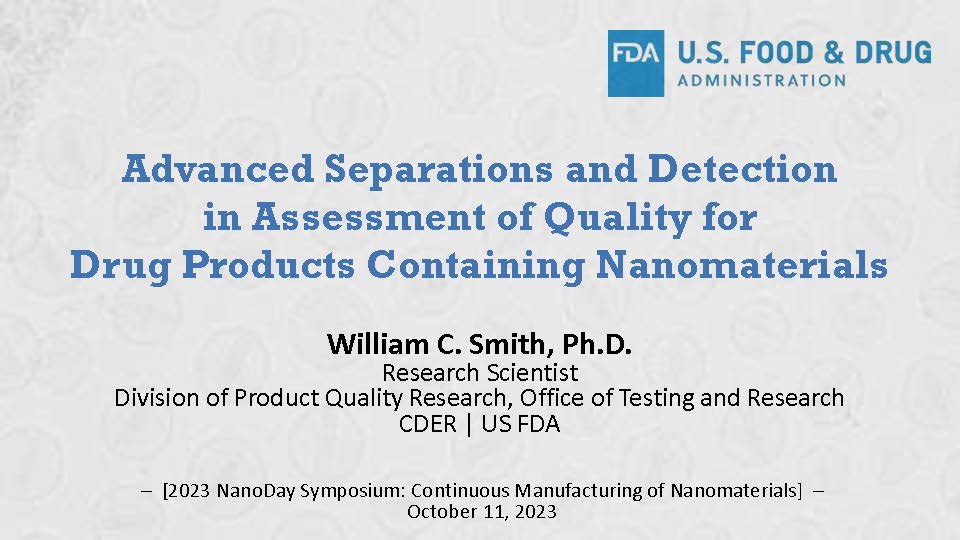 FDA U.S. FOOD & DRUG
ADMINISTRATION
Advanced Separations and Detection
in Assessment of Quality for
Drug Products Containing Nanomaterials
William C. Smith, Ph.D.
Research Scientist
Division of Product Quality Research, Office of Testing and Research
CDER | US FDA
– [2023 NanoDay Symposium: Continuous Manufacturing of Nanomaterials] –
October 11, 2023